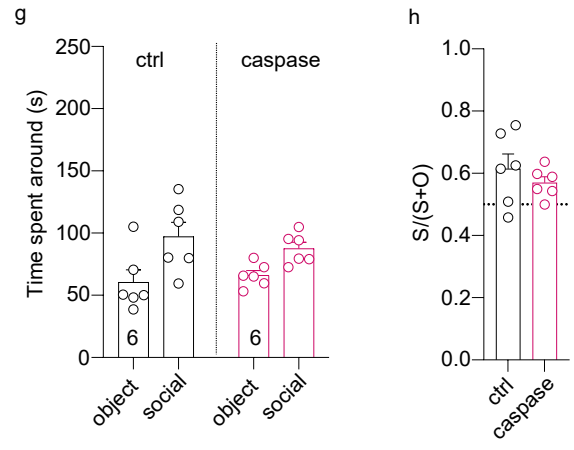 g
Time spent around (s)
250
200
150
100
50
0
ctrl
caspase
6
6
object
social
object
social
h
S/(S+O)
1.0
0.8
0.6
0.4
0.2
0.0
ctrl
caspase